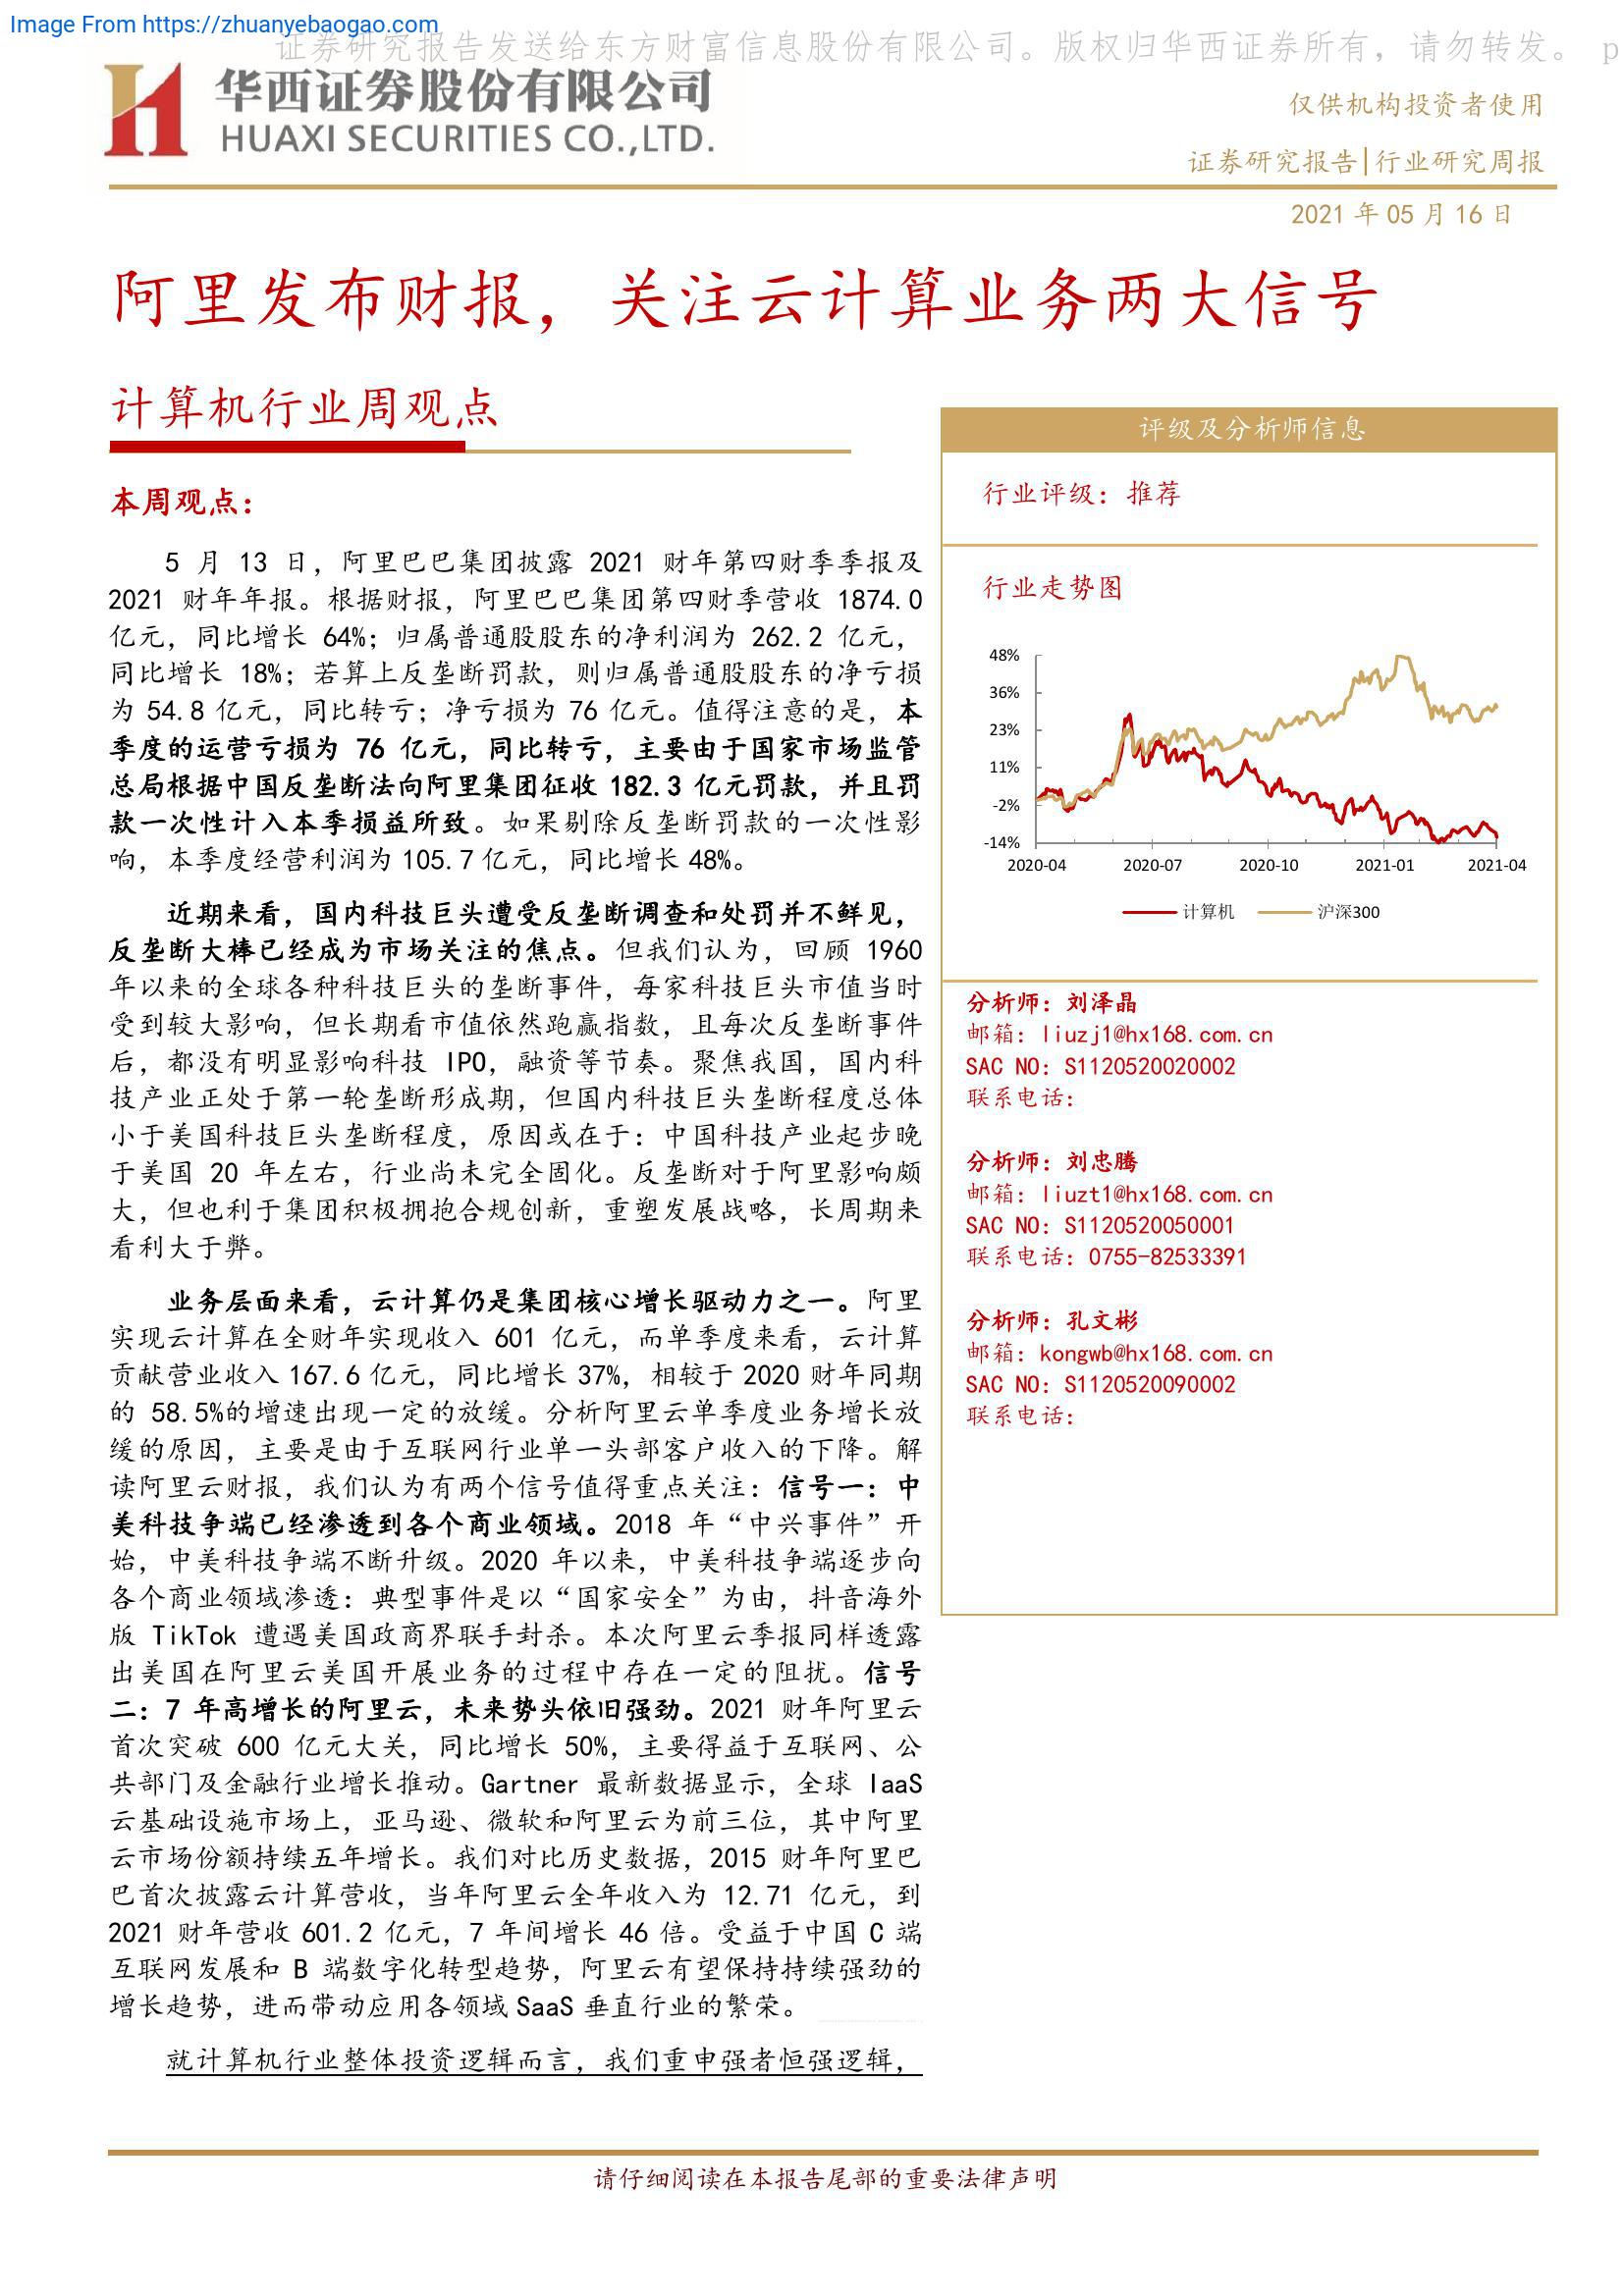 Image From https://zhuanyebaogao.com
证券研究报告发送给东方财富信息股份有限公司。版权归华西证券所有，请勿转发。 p
华西证券股份有限公司
HUAXI SECURITIES CO.,LTD.
仅供机构投资者使用
证券研究报告|行业研究周报
2021 年 05 月 16 日
阿里发布财报，关注云计算业务两大信号
计算机行业周观点
本周观点：
5 月 13 日，阿里巴巴集团披露 2021 财年第四财季季报及
2021 财年年报。根据财报，阿里巴巴集团第四财季营收 1874.0
亿元，同比增长 64%；归属普通股股东的净利润为 262.2 亿元，
同比增长 18%；若算上反垄断罚款，则归属普通股股东的净亏损
为 54.8 亿元，同比转亏；净亏损为 76 亿元。值得注意的是，本
季度的运营亏损为 76 亿元，同比转亏，主要由于国家市场监管
总局根据中国反垄断法向阿里集团征收 182.3 亿元罚款，并且罚
款一次性计入本季损益所致。如果剔除反垄断罚款的一次性影
响，本季度经营利润为 105.7 亿元，同比增长 48%。
近期来看，国内科技巨头遭受反垄断调查和处罚并不鲜见，
反垄断大棒已经成为市场关注的焦点。但我们认为，回顾 1960
年以来的全球各种科技巨头的垄断事件，每家科技巨头市值当时
受到较大影响，但长期看市值依然跑赢指数，且每次反垄断事件
后，都没有明显影响科技 IPO，融资等节奏。聚焦我国，国内科
技产业正处于第一轮垄断形成期，但国内科技巨头垄断程度总体
小于美国科技巨头垄断程度，原因或在于：中国科技产业起步晚
于美国 20 年左右，行业尚未完全固化。反垄断对于阿里影响颇
大，但也利于集团积极拥抱合规创新，重塑发展战略，长周期来
看利大于弊。
业务层面来看，云计算仍是集团核心增长驱动力之一。阿里
实现云计算在全财年实现收入 601 亿元，而单季度来看，云计算
贡献营业收入 167.6 亿元，同比增长 37%，相较于 2020 财年同期
的 58.5%的增速出现一定的放缓。分析阿里云单季度业务增长放
缓的原因，主要是由于互联网行业单一头部客户收入的下降。解
读阿里云财报，我们认为有两个信号值得重点关注：信号一：中
美科技争端已经渗透到各个商业领域。2018 年“中兴事件”开
始，中美科技争端不断升级。2020 年以来，中美科技争端逐步向
各个商业领域渗透：典型事件是以“国家安全”为由，抖音海外
版 TikTok 遭遇美国政商界联手封杀。本次阿里云季报同样透露
出美国在阿里云美国开展业务的过程中存在一定的阻扰。信号
二：7 年高增长的阿里云，未来势头依旧强劲。2021 财年阿里云
首次突破 600 亿元大关，同比增长 50%，主要得益于互联网、公
共部门及金融行业增长推动。Gartner 最新数据显示，全球 IaaS
云基础设施市场上，亚马逊、微软和阿里云为前三位，其中阿里
云市场份额持续五年增长。我们对比历史数据，2015 财年阿里巴
巴首次披露云计算营收，当年阿里云全年收入为 12.71 亿元，到
2021 财年营收 601.2 亿元，7 年间增长 46 倍。受益于中国 C 端
互联网发展和 B 端数字化转型趋势，阿里云有望保持持续强劲的
增长趋势，进而带动应用各领域 SaaS 垂直行业的繁荣。
就计算机行业整体投资逻辑而言，我们重申强者恒强逻辑，
评级及分析师信息
行业评级：推荐
行业走势图
48%
36%
23%
11%
-2%
-14%
2020-04 2020-07 2020-10 2021-01 2021-04
计算机 沪深300
分析师：刘泽晶
邮箱：liuzj1@hx168.com.cn
SAC NO：S1120520020002
联系电话：
分析师：刘忠腾
邮箱：liuzt1@hx168.com.cn
SAC NO：S1120520050001
联系电话：0755-82533391
分析师：孔文彬
邮箱：kongwb@hx168.com.cn
SAC NO：S1120520090002
联系电话：
请仔细阅读在本报告尾部的重要法律声明